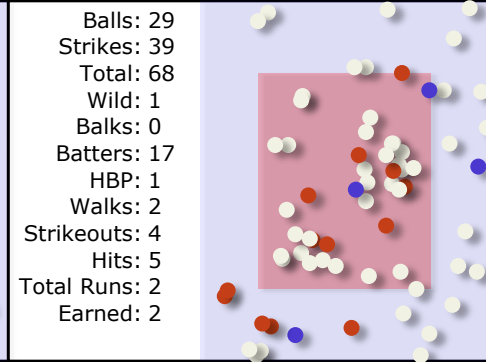 Balls: 29
Strikes: 39
Total: 68
Wild: 1
Balks: 0
Batters: 17
HBP: 1
Walks: 2
Strikeouts: 4
Hits: 5
Total Runs: 2
Earned: 2